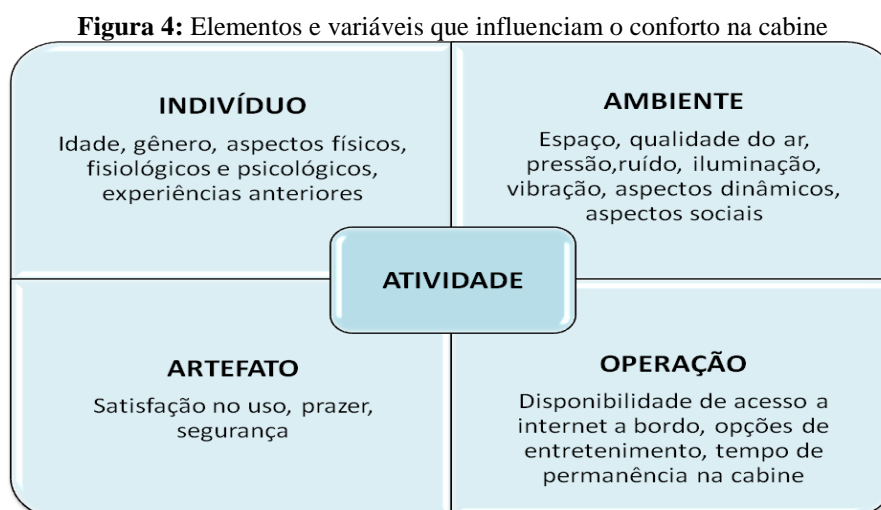 Figura 4: Elementos e variáveis que influenciam o conforto na cabine
INDIVÍDUO
Idade, gênero, aspectos físicos,
fisiológicos e psicológicos,
experiências anteriores
AMBIENTE
Espaço, qualidade do ar,
pressão,ruído, iluminação,
vibração, aspectos dinâmicos,
aspectos sociais
ATIVIDADE
ARTEFATO
Satisfação no uso, prazer,
segurança
OPERAÇÃO
Disponibilidade de acesso a
internet a bordo, opções de
entretenimento, tempo de
permanência na cabine